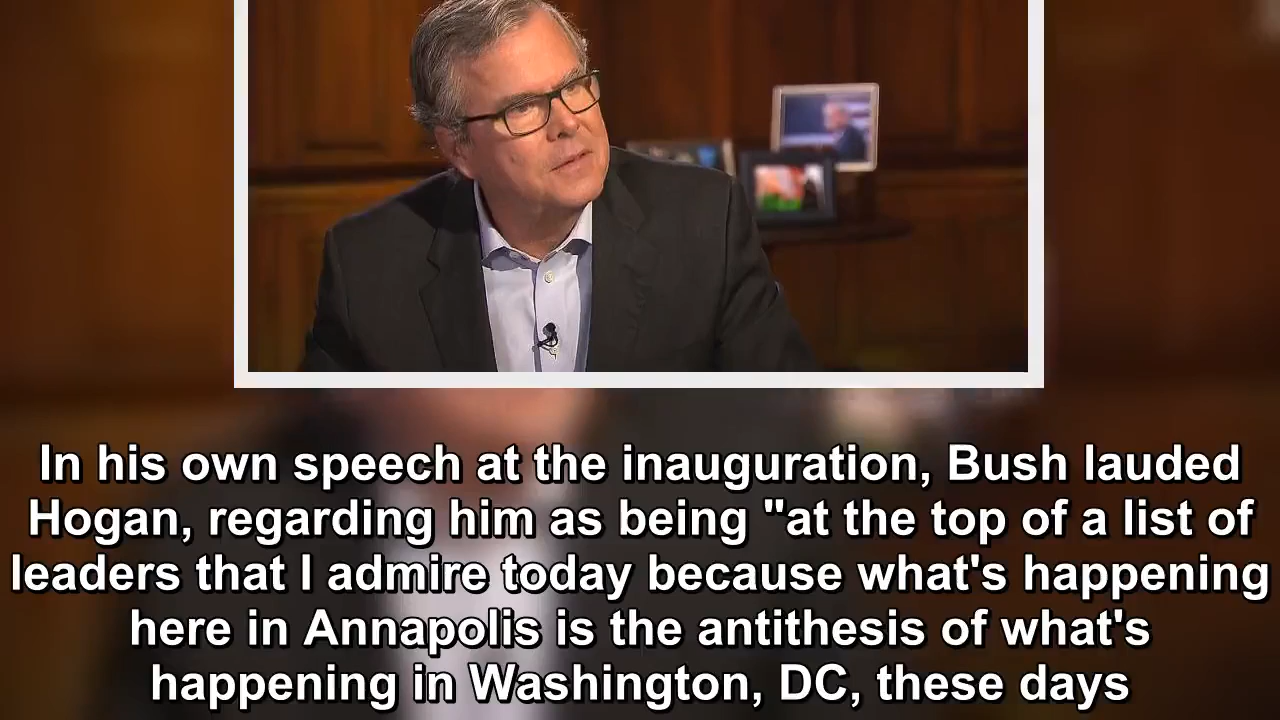 In his own speech at the inauguration, Bush lauded
Hogan, regarding him as being "at the top of a list of
leaders that I admire today because what's happening
here in Annapolis is the antithesis of what's
happening in Washington, DC, these days